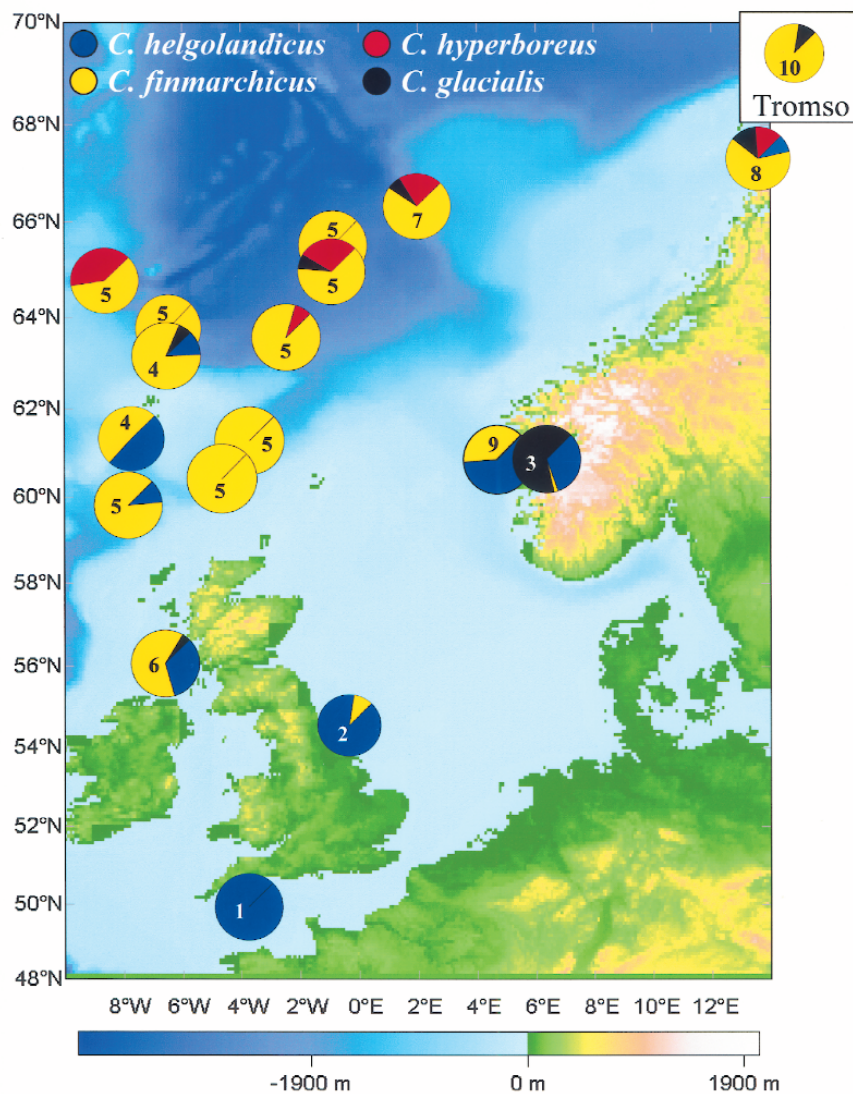 70°N
C. helgolandicus C. hyperboreus
C. finmarchicus C. glacialis
10
Tromso
68°N
8
66°N
7
5
5
5
64°N
5
5
4
62°N
4
5
9
3
60°N
5
5
58°N
56°N
6
54°N
2
52°N
50°N
1
48°N
8°W 6°W 4°W 2°W 0°E 2°E 4°E 6°E 8°E 10°E 12°E
-1900 m 0 m 1900 m